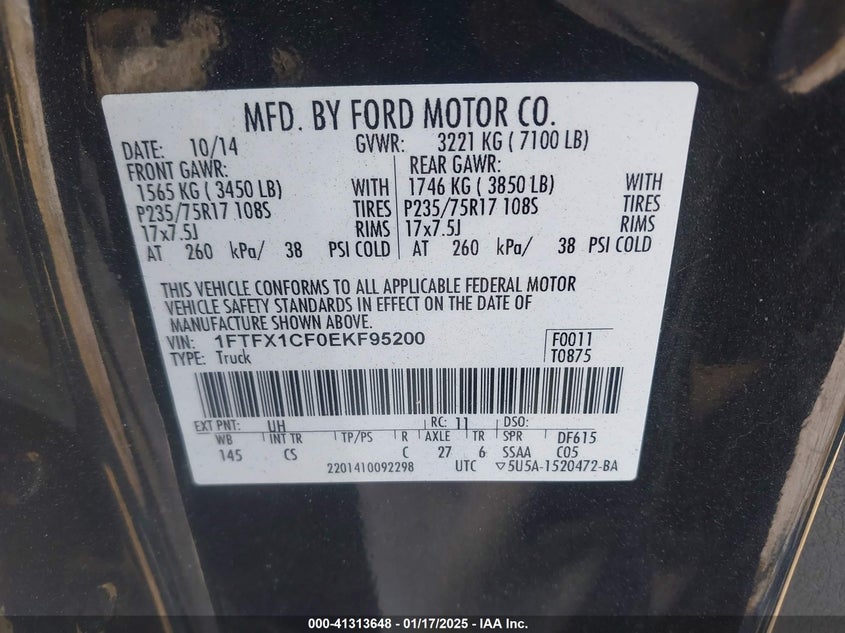 MFD. BY FORD MOTOR CO.
DATE: 10/14 GVWR: 3221 KG ( 7100 LB)
FRONT GAWR: REAR GAWR:
1565 KG ( 3450 LB) WITH 1746 KG ( 3850 LB) WITH
P235/75R17 108S TIRES P235/75R17 108S TIRES
17x7.5J RIMS 17x7.5J RIMS
AT 260 kPa/ 38 PSI COLD AT 260 kPa/ 38 PSI COLD
THIS VEHICLE CONFORMS TO ALL APPLICABLE FEDERAL MOTOR
VEHICLE SAFETY STANDARDS IN EFFECT ON THE DATE OF
MANUFACTURE SHOWN ABOVE.
VIN: 1FTFX1CF0EKF95200 F0011
TYPE: Truck T0875
EXT PNT: UH RC: 11 DSO:
WB INT TR TP/PS R AXLE TR SPR DF615
145 CS C 27 6 SSAA C05
2201410092298 UTC ▽5U5A-1520472-BA
000-41313648 — 01/17/2025 — IAA Inc.